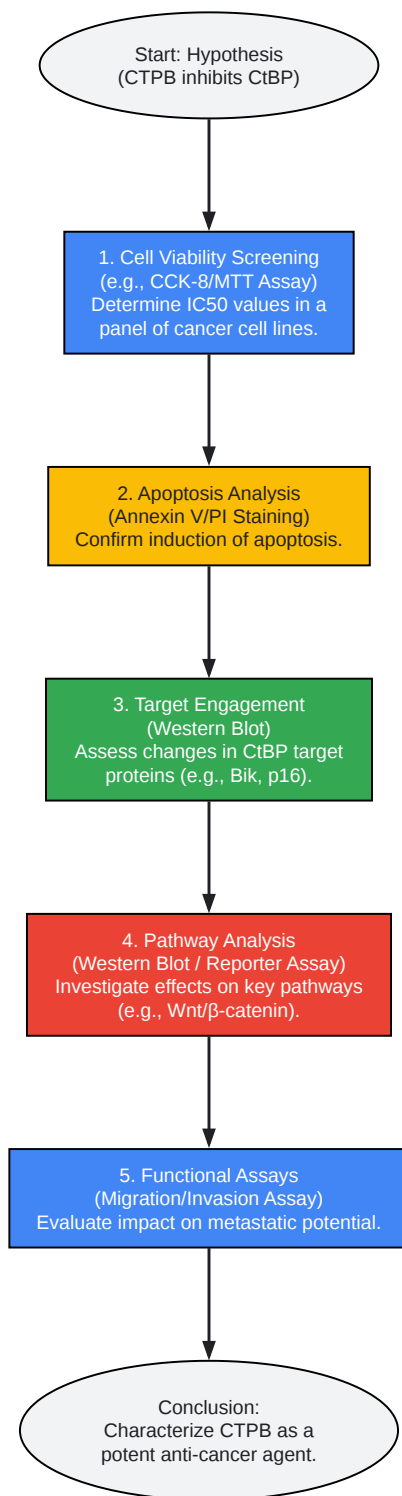 Start: Hypothesis
(CTPB inhibits CtBP)
1. Cell Viability Screening
(e.g., CCK-8/MTT Assay)
Determine IC50 values in a
panel of cancer cell lines.
2. Apoptosis Analysis
(Annexin V/PI Staining)
Confirm induction of apoptosis.
3. Target Engagement
(Western Blot)
Assess changes in CtBP target
proteins (e.g., Bik, p16).
4. Pathway Analysis
(Western Blot / Reporter Assay)
Investigate effects on key pathways
(e.g., Wnt/β-catenin).
5. Functional Assays
(Migration/Invasion Assay)
Evaluate impact on metastatic potential.
Conclusion:
Characterize CTPB as a
potent anti-cancer agent.